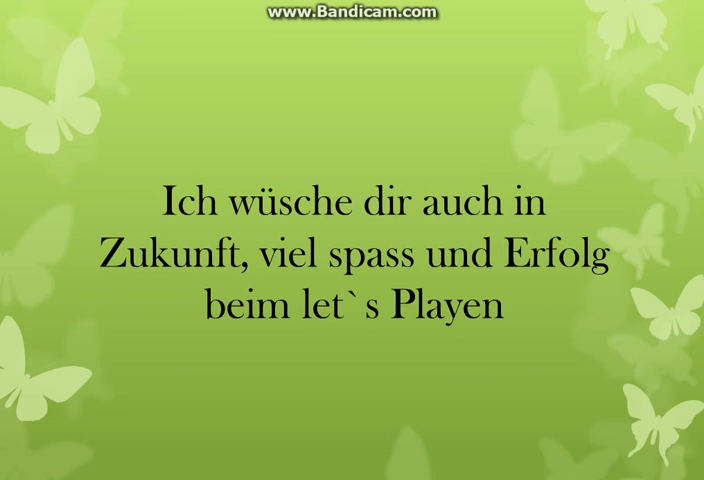 www.Bandicam.com
Ich wüsche dir auch in
Zukunft, viel spass und Erfolg
beim let`s Playen